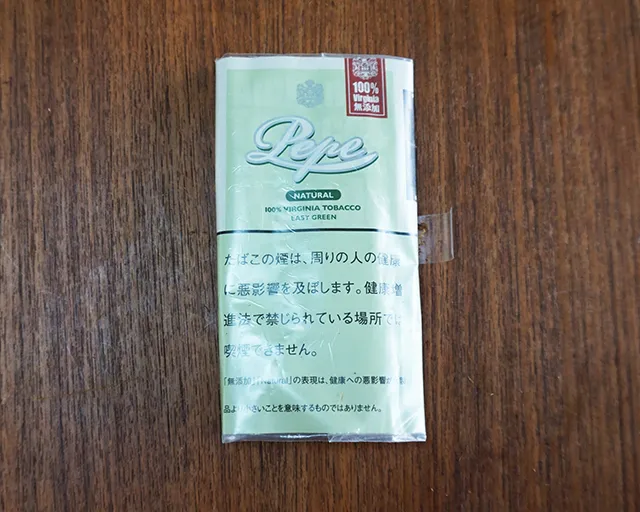 100%
Virginia
無添加
Pepe
NATURAL
100% VIRGINIA TOBACCO
EASY GREEN
たばこの煙は、周りの人の健康
に悪影響を及ぼします。健康増
進法で禁じられている場所では
喫煙できません。
「無添加」「Natural」の表現は、健康への悪影響が
品より小さいことを意味するものではありません。